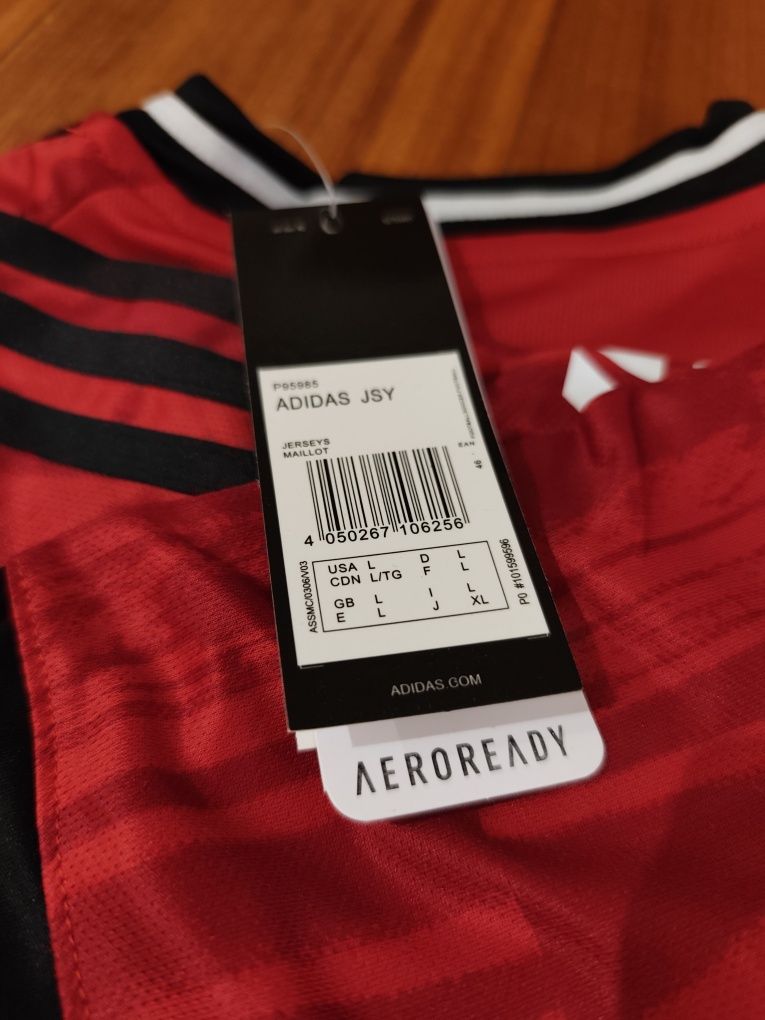 P95985
ADIDAS JSY
JERSEYS
MAILLOT
EAN
46
4 050267 106256
USA L D L
CDN L/TG F L
GB L I L
E L J XL
ASSMC/0306/V03
PO #101599596
ADIDAS.COM
AEROREADY